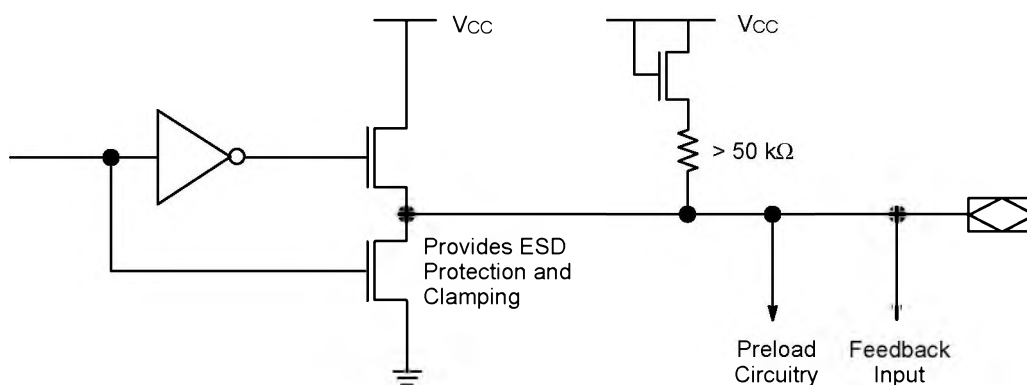 VCC
VCC
> 50 kΩ
Provides ESD
Protection and
Clamping
Preload
Circuitry
Feedback
Input